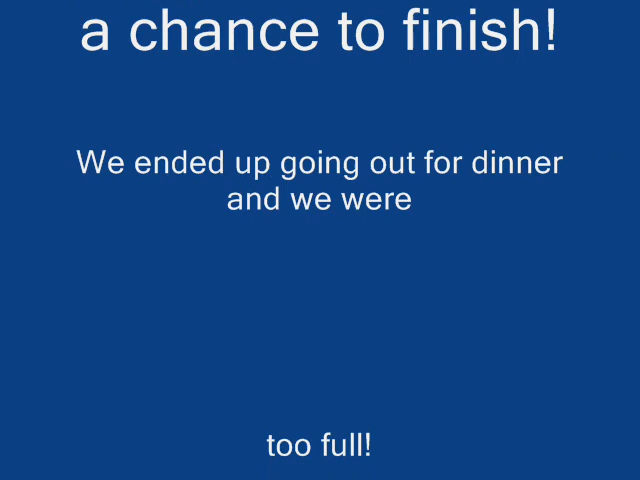 a chance to finish!
We ended up going out for dinner
and we were
too full!